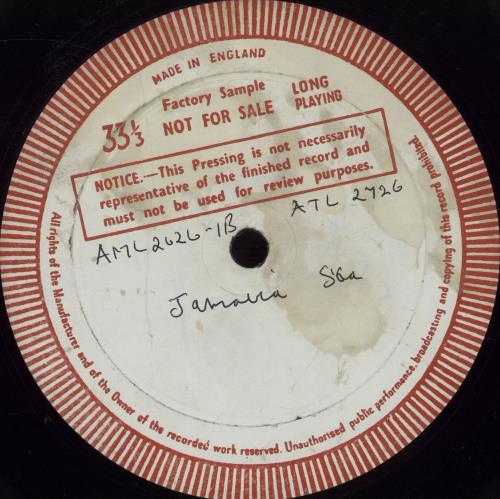 MADE IN ENGLAND
Factory Sample LONG
33⅓ NOT FOR SALE PLAYING
NOTICE.—This Pressing is not necessarily
representative of the finished record and
must not be used for review purposes.
AML 2626-1B ATL 2726
Jamaica Ska
All rights of the Manufacturer and of the Owner of the recorded work reserved. Unauthorised public performance, broadcasting and copying of this record prohibited.